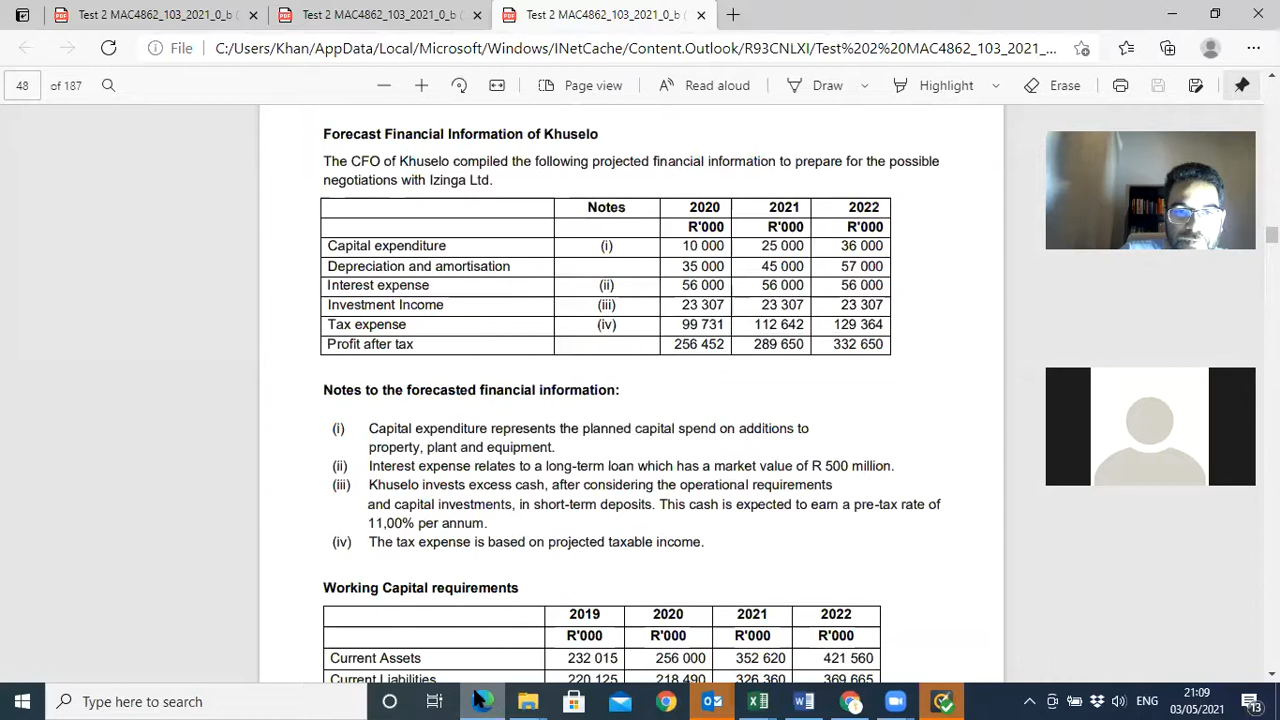 Test 2 MAC4862_103_2021_0_b (
Test 2 MAC4862_103_2021_0_b (
Test 2 MAC4862_103_2021_0_b (
File
C:/Users/Khan/AppData/Local/Microsoft/Windows/INetCache/Content.Outlook/R93CNLXI/Test%202%20MAC4862_103_2021_...
48 of 187
Page view
Read aloud
Draw
Highlight
Erase
Forecast Financial Information of Khuselo
The CFO of Khuselo compiled the following projected financial information to prepare for the possible
negotiations with Izinga Ltd.
Notes 2020 2021 2022
R'000 R'000 R'000
Capital expenditure (i) 10 000 25 000 36 000
Depreciation and amortisation 35 000 45 000 57 000
Interest expense (ii) 56 000 56 000 56 000
Investment Income (iii) 23 307 23 307 23 307
Tax expense (iv) 99 731 112 642 129 364
Profit after tax 256 452 289 650 332 650
Notes to the forecasted financial information:
(i) Capital expenditure represents the planned capital spend on additions to
property, plant and equipment.
(ii) Interest expense relates to a long-term loan which has a market value of R 500 million.
(iii) Khuselo invests excess cash, after considering the operational requirements
and capital investments, in short-term deposits. This cash is expected to earn a pre-tax rate of
11,00% per annum.
(iv) The tax expense is based on projected taxable income.
Working Capital requirements
2019 2020 2021 2022
R'000 R'000 R'000 R'000
Current Assets 232 015 256 000 352 620 421 560
Current Liabilities 220 125 218 490 326 360 369 665
Type here to search
ENG
21:09
03/05/2021
13